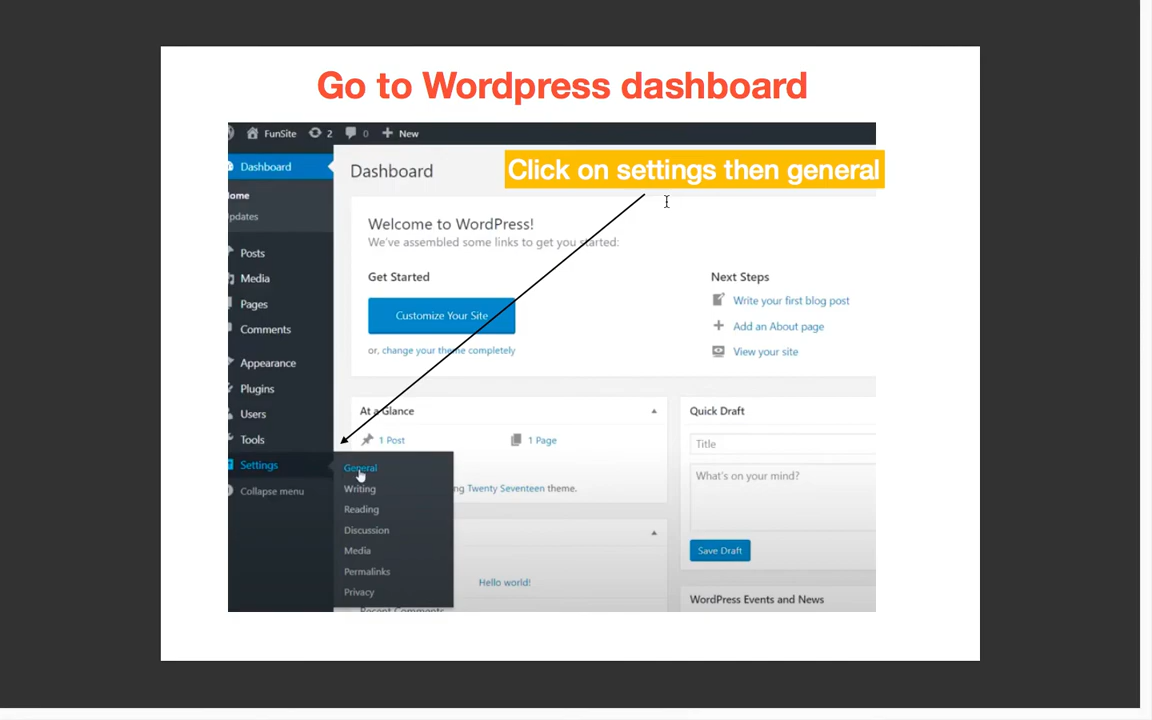 Go to Wordpress dashboard
FunSite 2 0 New
Dashboard
Dashboard
Click on settings then general
Home
Updates
Welcome to WordPress!
We've assembled some links to get you started:
Posts
Media
Pages
Comments
Appearance
Plugins
Users
Tools
Settings
Collapse menu
Get Started
Customize Your Site
or, change your theme completely
Next Steps
Write your first blog post
Add an About page
View your site
At a Glance
1 Post 1 Page
General
Writing
Reading
Discussion
Media
Permalinks
Privacy
Twenty Seventeen theme.
Hello world!
Recent Comments
Quick Draft
Title
What's on your mind?
Save Draft
WordPress Events and News